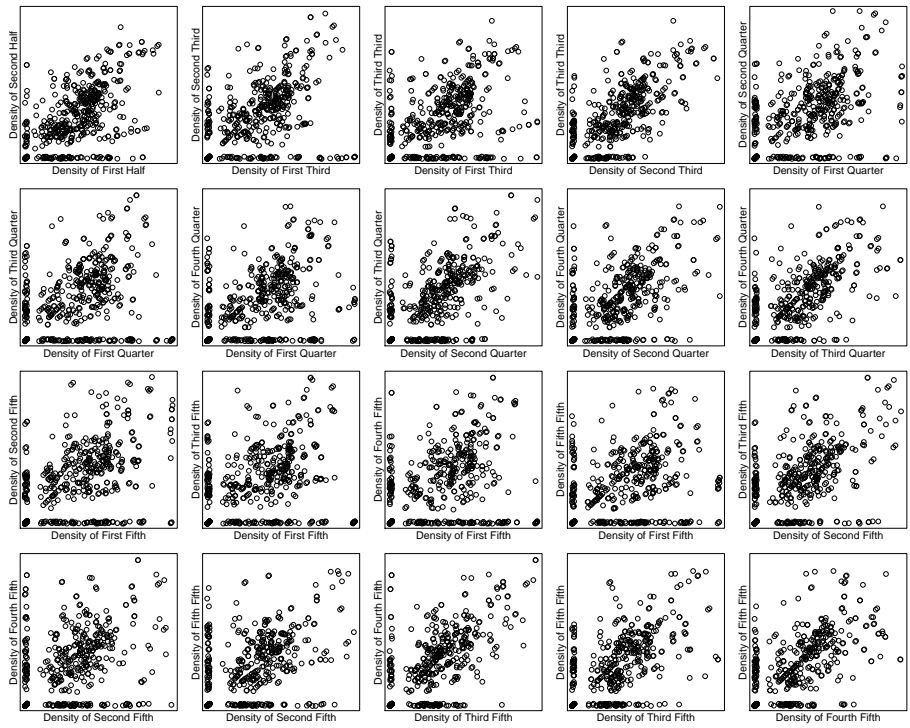 Density of Second Half
Density of First Half
Density of Second Third
Density of First Third
Density of Third Third
Density of First Third
Density of Third Third
Density of Second Third
Density of Second Quarter
Density of First Quarter
Density of Third Quarter
Density of First Quarter
Density of Fourth Quarter
Density of First Quarter
Density of Third Quarter
Density of Second Quarter
Density of Fourth Quarter
Density of Second Quarter
Density of Fourth Quarter
Density of Third Quarter
Density of Second Fifth
Density of First Fifth
Density of Third Fifth
Density of First Fifth
Density of Fourth Fifth
Density of First Fifth
Density of Fifth Fifth
Density of First Fifth
Density of Third Fifth
Density of Second Fifth
Density of Fourth Fifth
Density of Second Fifth
Density of Fifth Fifth
Density of Second Fifth
Density of Fourth Fifth
Density of Third Fifth
Density of Fifth Fifth
Density of Third Fifth
Density of Fifth Fifth
Density of Fourth Fifth